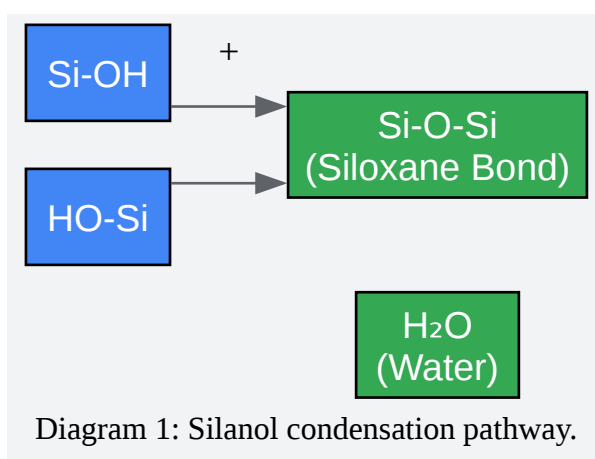 Si-OH
+
Si-O-Si
(Siloxane Bond)
HO-Si
H₂O
(Water)
Diagram 1: Silanol condensation pathway.